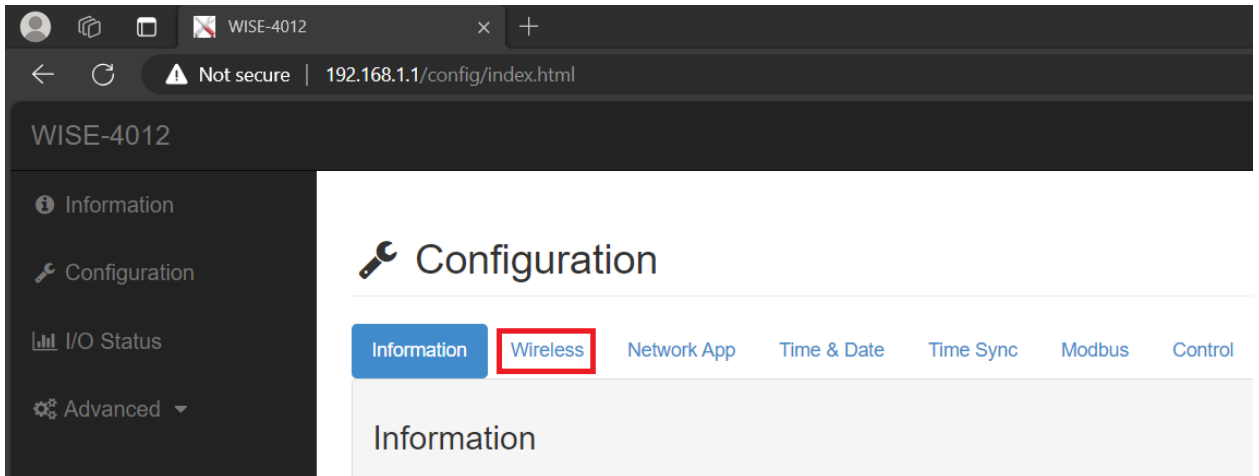 WISE-4012
Not secure | 192.168.1.1/config/index.html
WISE-4012
Information
Configuration
I/O Status
Advanced
Configuration
Information Wireless Network App Time & Date Time Sync Modbus Control
Information